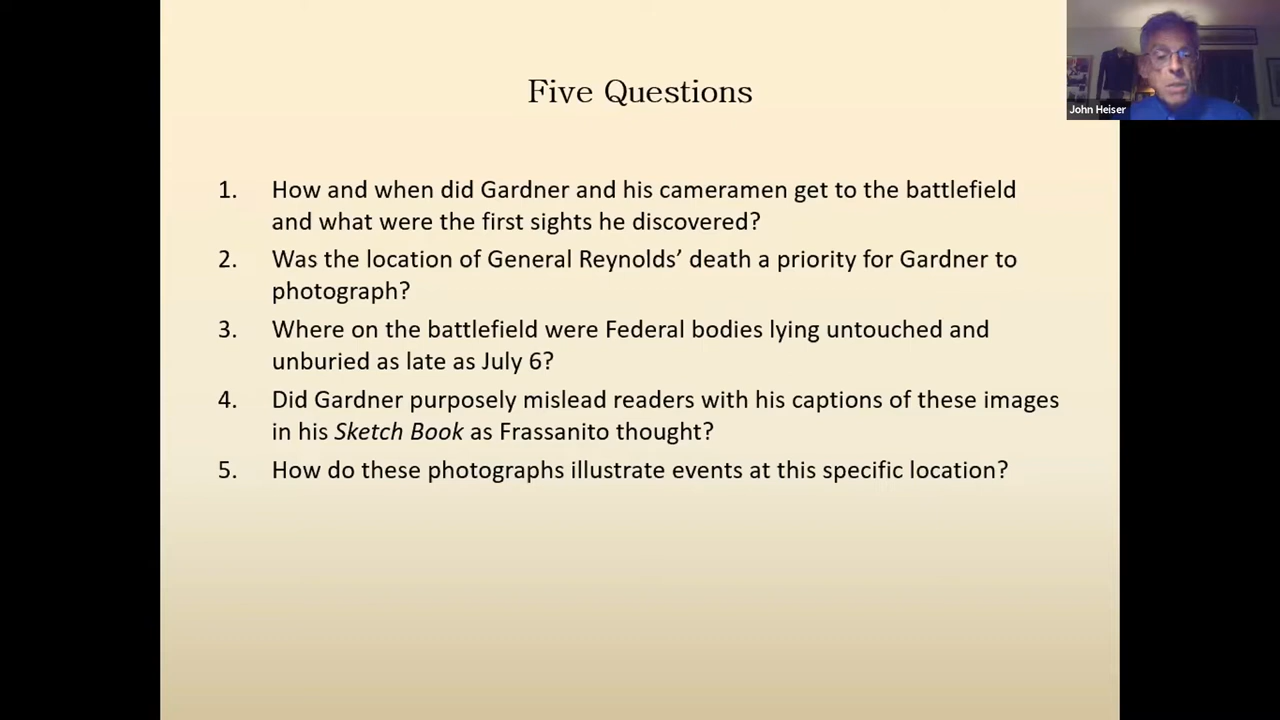 Five Questions
John Heiser
1. How and when did Gardner and his cameramen get to the battlefield
and what were the first sights he discovered?
2. Was the location of General Reynolds’ death a priority for Gardner to
photograph?
3. Where on the battlefield were Federal bodies lying untouched and
unburied as late as July 6?
4. Did Gardner purposely mislead readers with his captions of these images
in his Sketch Book as Frassanito thought?
5. How do these photographs illustrate events at this specific location?